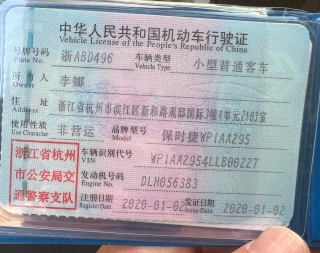 中华人民共和国机动车行驶证
Vehicle License of the People's Republic of China
号牌号码 浙ABD496 车辆类型 小型普通客车
Plate No. Vehicle Type
所有人 李娜
Owner
住址 浙江省杭州市滨江区新和路观邸国际3幢4单元2103室
Address
使用性质 非营运 品牌型号 保时捷WP1AA295
Use Character Model
浙江省杭州
市公安局交
通警察支队
车辆识别代号 WP1AA2954LLB00227
VIN
发动机号码 DLH056383
Engine No.
注册日期 2020-01-02 发证日期 2020-01-02
Register Date Issue Date